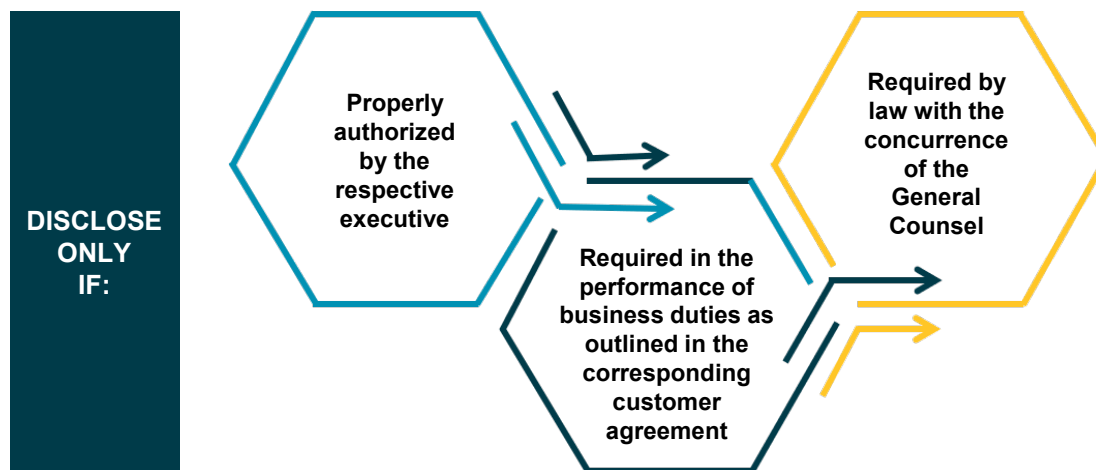 DISCLOSE
ONLY
IF:
Properly
authorized
by the
respective
executive
Required in the
performance of
business duties as
outlined in the
corresponding
customer
agreement
Required by
law with the
concurrence
of the
General
Counsel